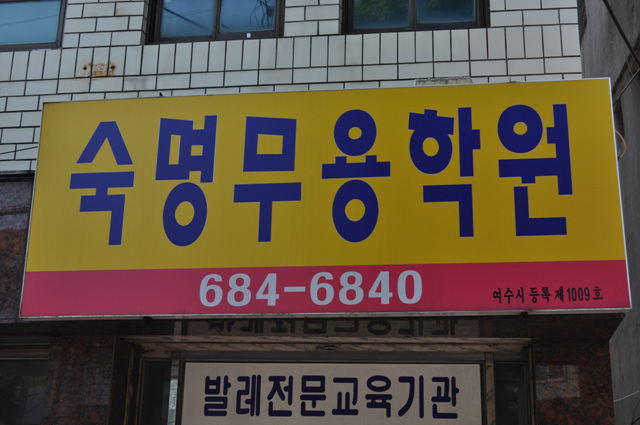 숙명무용학원
684-6840
여수시 등록 제1009호
발레전문교육기관